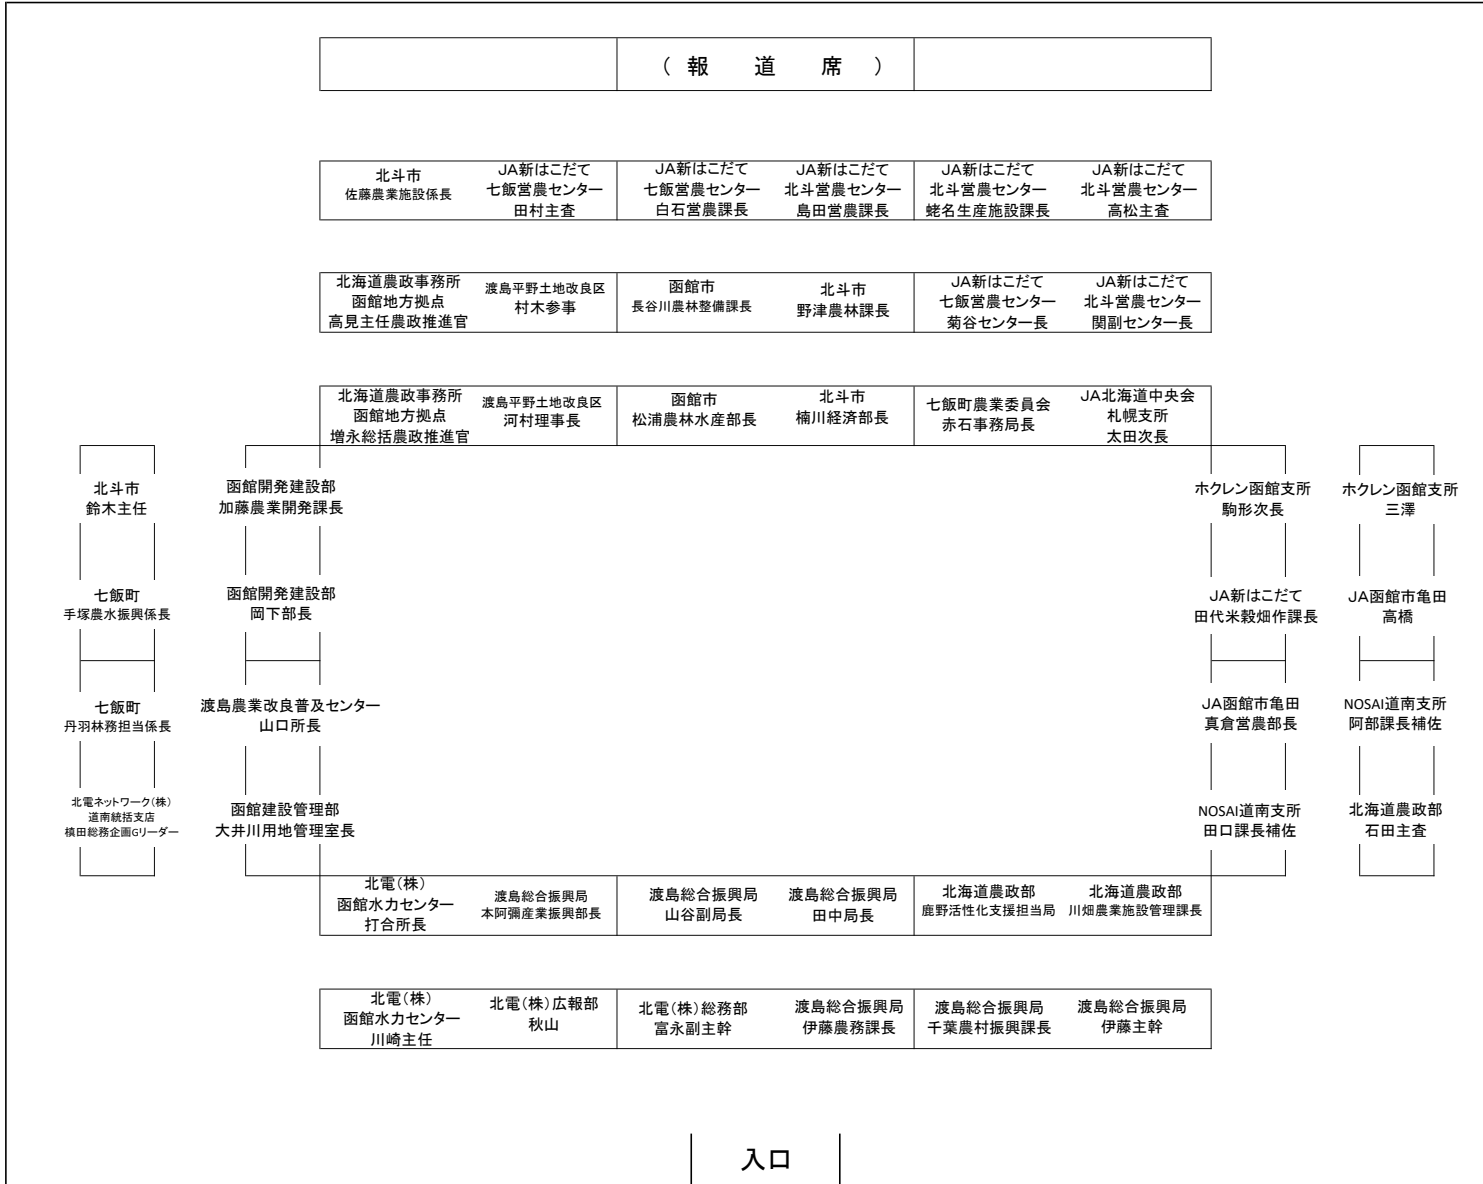 （ 報 道 席 ）
北斗市
佐藤農業施設係長
JA新はこだて
七飯営農センター
田村主査
JA新はこだて
七飯営農センター
白石営農課長
JA新はこだて
北斗営農センター
島田営農課長
JA新はこだて
北斗営農センター
蛯名生産施設課長
JA新はこだて
北斗営農センター
高松主査
北海道農政事務所
函館地方拠点
高見主任農政推進官
渡島平野土地改良区
村木参事
函館市
長谷川農林整備課長
北斗市
野津農林課長
JA新はこだて
七飯営農センター
菊谷センター長
JA新はこだて
北斗営農センター
関副センター長
北海道農政事務所
函館地方拠点
増永総括農政推進官
渡島平野土地改良区
河村理事長
函館市
松浦農林水産部長
北斗市
楠川経済部長
七飯町農業委員会
赤石事務局長
JA北海道中央会
札幌支所
太田次長
北斗市
鈴木主任
函館開発建設部
加藤農業開発課長
ホクレン函館支所
駒形次長
ホクレン函館支所
三澤
七飯町
手塚農水振興係長
函館開発建設部
岡下部長
JA新はこだて
田代米穀畑作課長
JA函館市亀田
高橋
七飯町
丹羽林務担当係長
渡島農業改良普及センター
山口所長
JA函館市亀田
真倉営農部長
NOSAI道南支所
阿部課長補佐
北電ネットワーク（株）
道南統括支店
槙田総務企画Gリーダー
函館建設管理部
大井川用地管理室長
NOSAI道南支所
田口課長補佐
北海道農政部
石田主査
北電（株）
函館水力センター
打合所長
渡島総合振興局
本阿彌産業振興部長
渡島総合振興局
山谷副局長
渡島総合振興局
田中局長
北海道農政部
鹿野活性化支援担当局
北海道農政部
川畑農業施設管理課長
北電（株）
函館水力センター
川崎主任
北電（株）広報部
秋山
北電（株）総務部
富永副主幹
渡島総合振興局
伊藤農務課長
渡島総合振興局
千葉農村振興課長
渡島総合振興局
伊藤主幹
入口